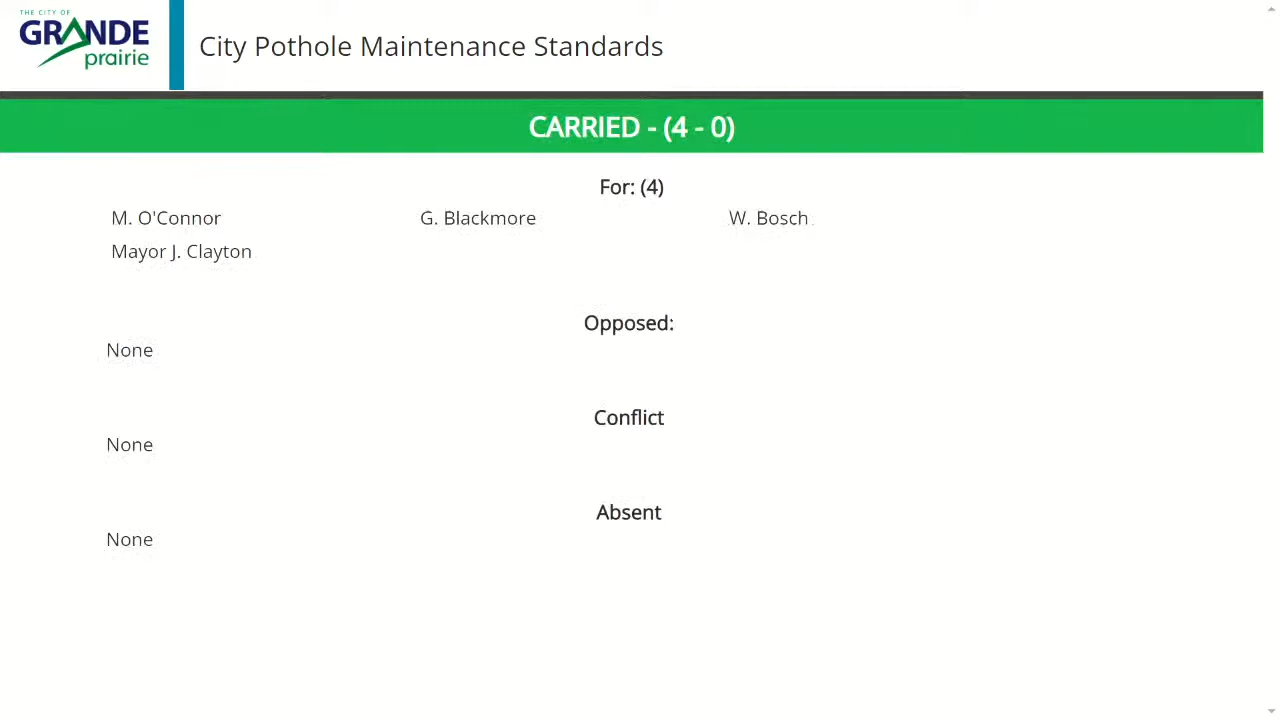 THE CITY OF
GRANDE
prairie
City Pothole Maintenance Standards
CARRIED - (4 - 0)
For: (4)
M. O'Connor G. Blackmore W. Bosch
Mayor J. Clayton
Opposed:
None
Conflict
None
Absent
None